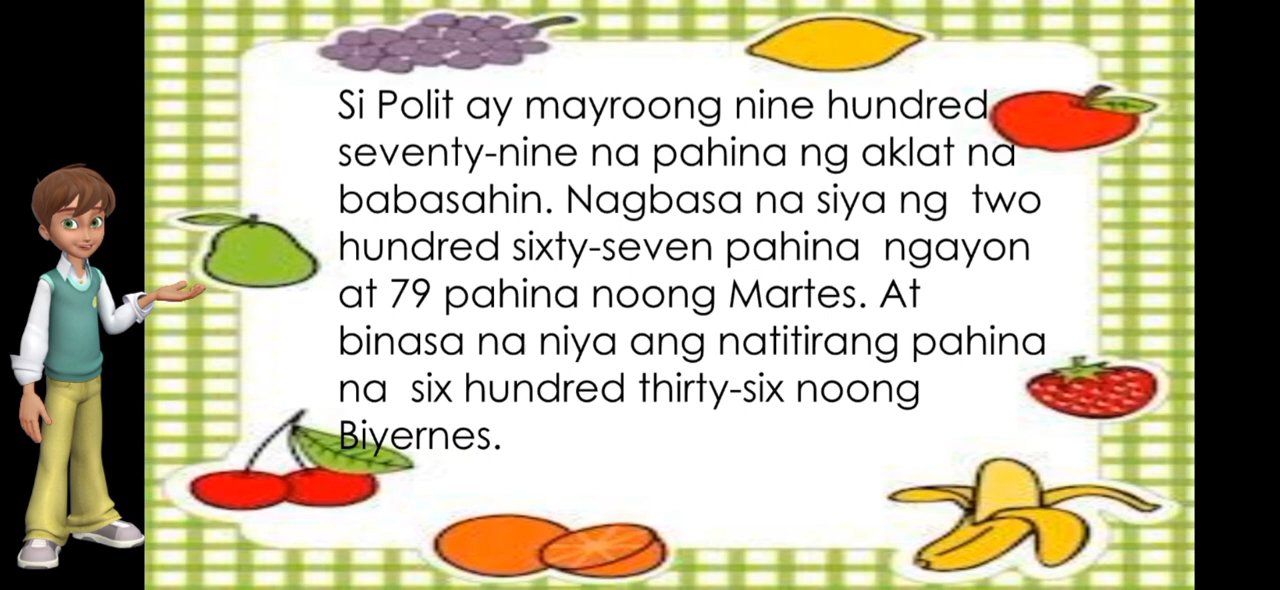 Si Polit ay mayroong nine hundred
seventy-nine na pahina ng aklat na
babasahin. Nagbasa na siya ng two
hundred sixty-seven pahina ngayon
at 79 pahina noong Martes. At
binasa na niya ang natitirang pahina
na six hundred thirty-six noong
Biyernes.